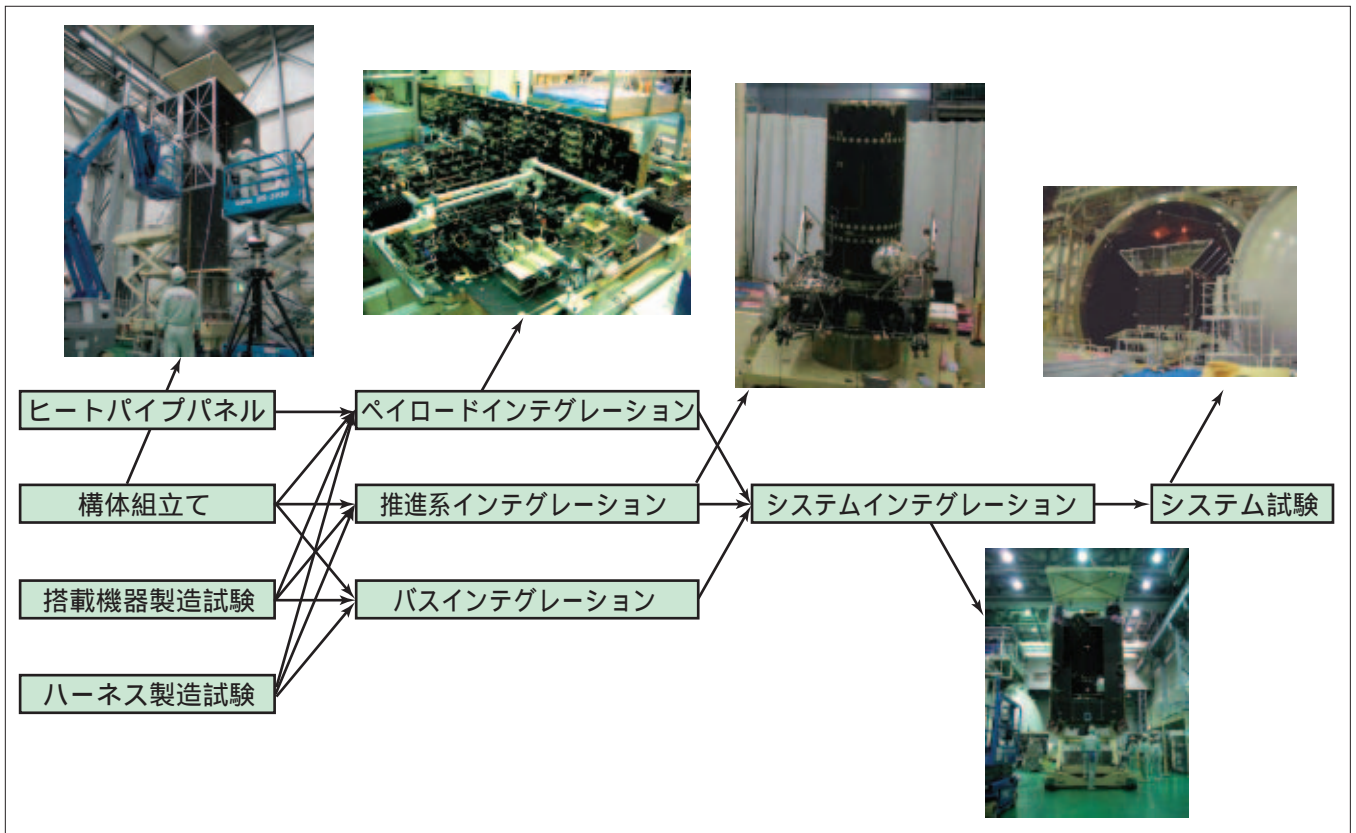 ヒートパイプパネル
ペイロードインテグレーション
構体組立て
推進系インテグレーション
システムインテグレーション
システム試験
搭載機器製造試験
バスインテグレーション
ハーネス製造試験